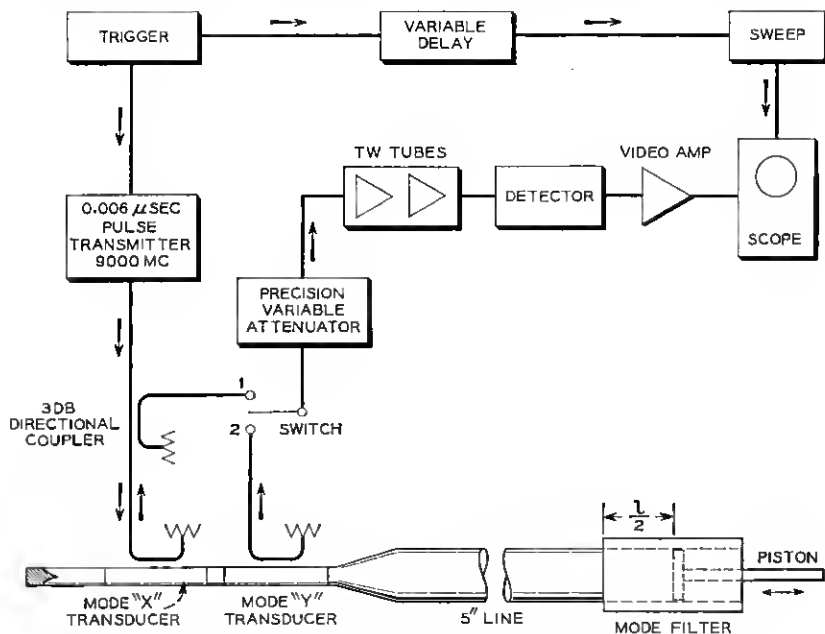 TRIGGER
VARIABLE
DELAY
SWEEP
TW TUBES
VIDEO AMP
DETECTOR
SCOPE
0.006 μSEC
PULSE
TRANSMITTER
9000 MC
PRECISION
VARIABLE
ATTENUATOR
3DB
DIRECTIONAL
COUPLER
1
2
SWITCH
l
2
PISTON
MODE "X"
TRANSDUCER
MODE "Y"
TRANSDUCER
5" LINE
MODE FILTER